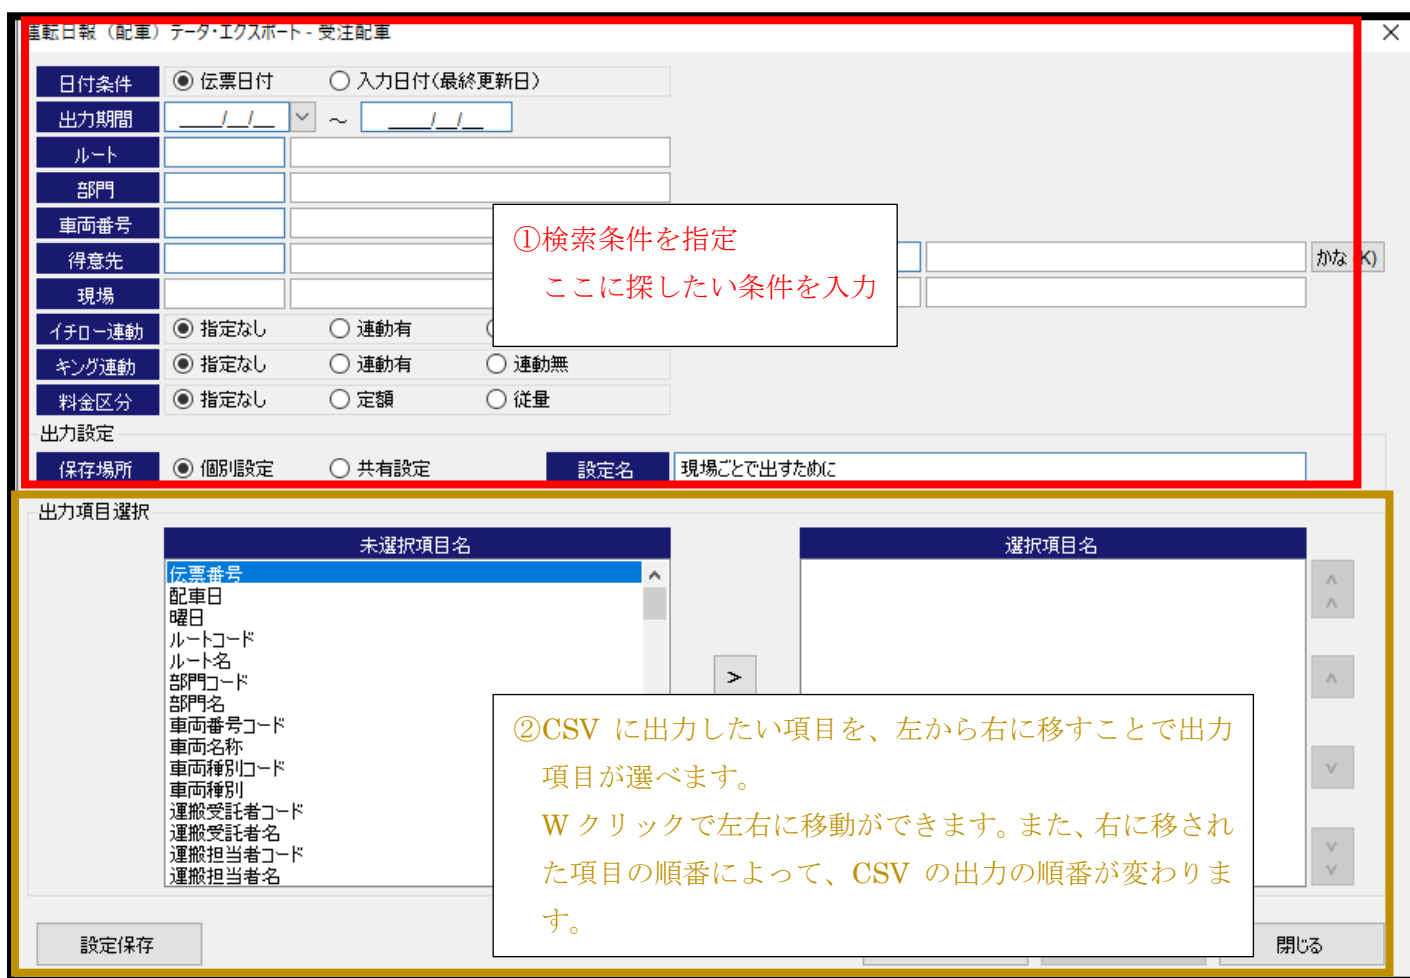 運転日報（配車）データ・エクスポート - 受注配車
日付条件 伝票日付 入力日付(最終更新日)
出力期間 ____/__/__ ～ ____/__/__
ルート
部門
車両番号
得意先 かな K)
現場
イチロー連動 指定なし 連動有
キング連動 指定なし 連動有 連動無
料金区分 指定なし 定額 従量
①検索条件を指定
ここに探したい条件を入力
出力設定
保存場所 個別設定 共有設定 設定名 現場ごとで出すために
出力項目選択
未選択項目名 選択項目名
伝票番号
配車日
曜日
ルートコード
ルート名
部門コード
部門名
車両番号コード
車両名称
車両種別コード
車両種別
運搬受託者コード
運搬受託者名
運搬担当者コード
運搬担当者名
>
②CSV に出力したい項目を、左から右に移すことで出力
項目が選べます。
W クリックで左右に移動ができます。また、右に移され
た項目の順番によって、CSV の出力の順番が変わりま
す。
設定保存 閉じる